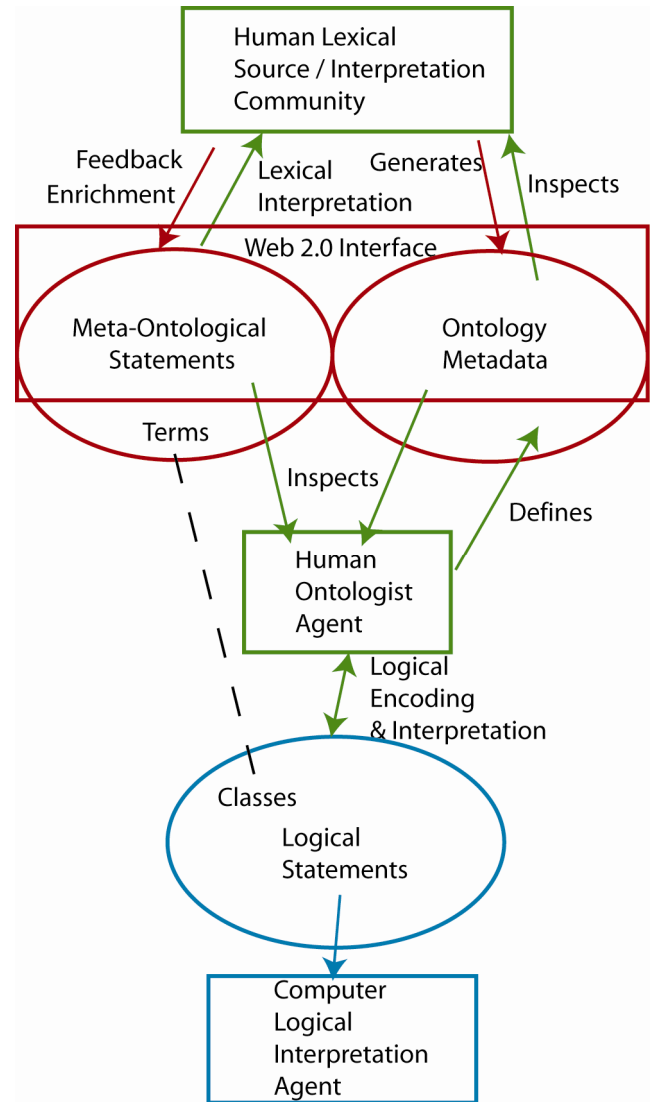 Human Lexical
Source / Interpretation
Community
Feedback
Enrichment
Lexical
Interpretation
Generates
Inspects
Web 2.0 Interface
Meta-Ontological
Statements
Ontology
Metadata
Terms
Inspects
Defines
Human
Ontologist
Agent
Logical
Encoding
& Interpretation
Classes
Logical
Statements
Computer
Logical
Interpretation
Agent